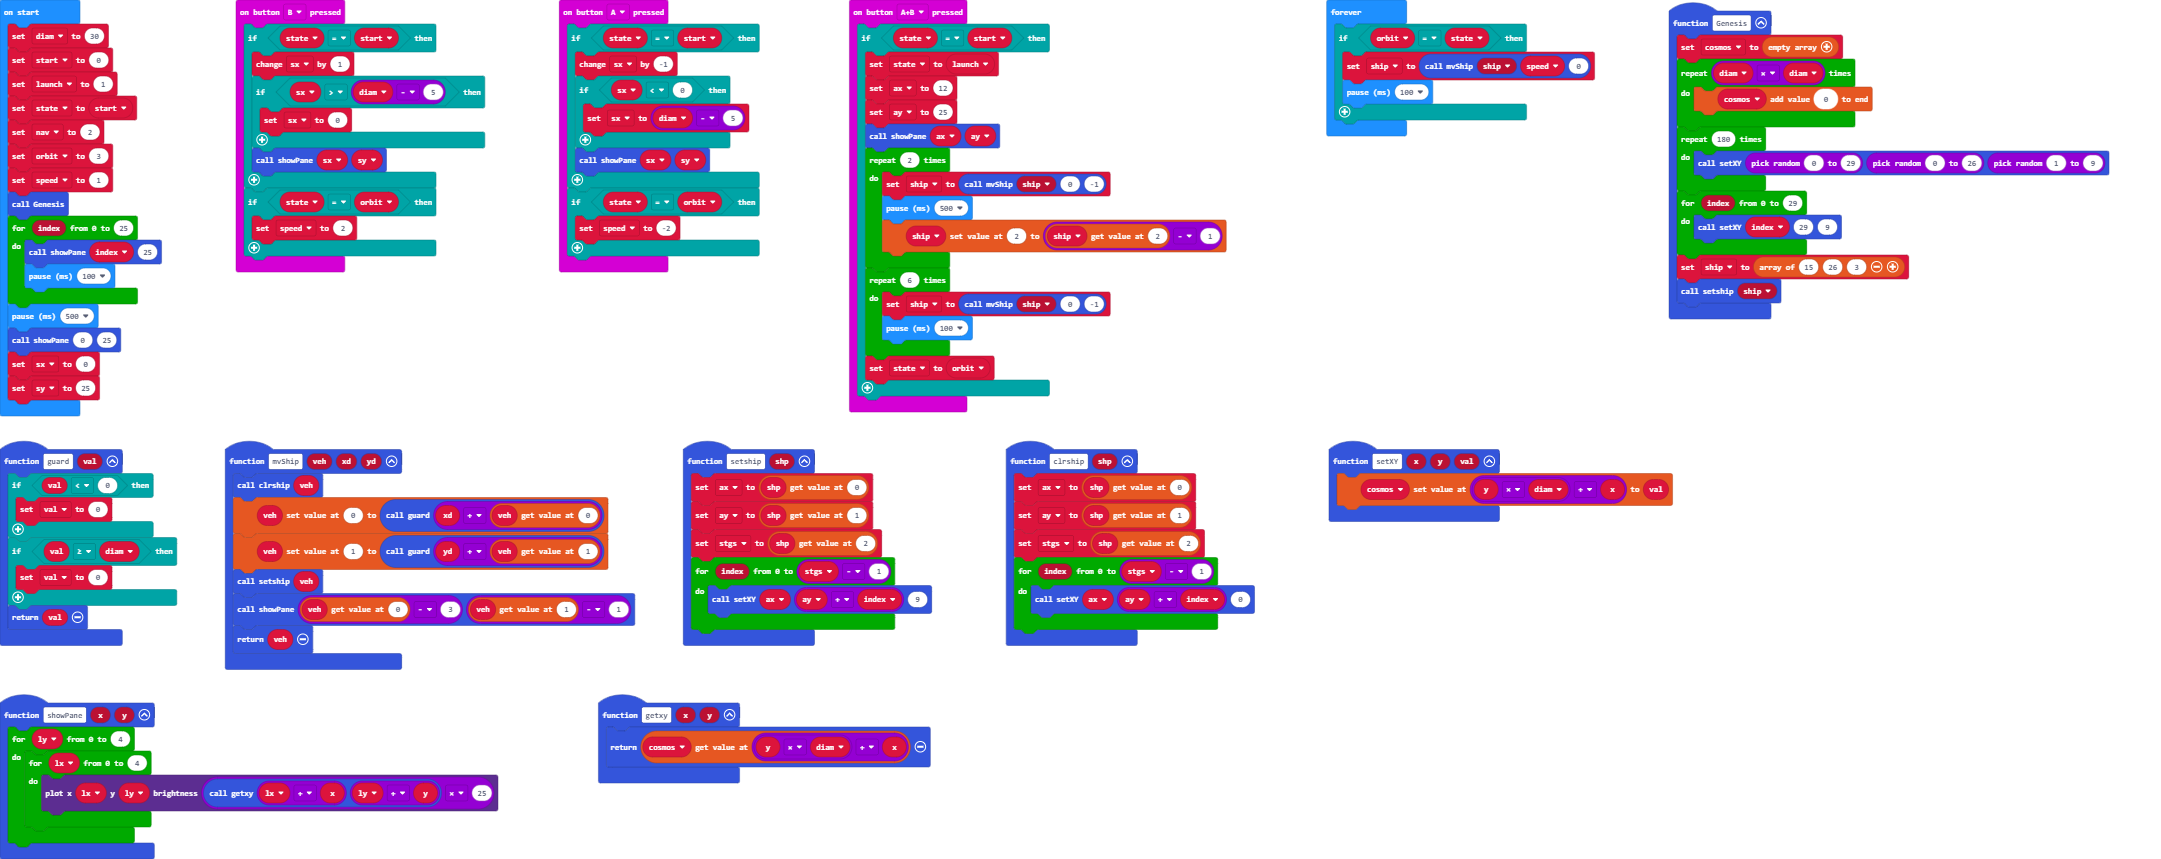 on start
set diam to 30
set start to 0
set launch to 1
set state to start
set nav to 2
set orbit to 3
set speed to 1
call Genesis
for index from 0 to 25
do
call showPane index 25
pause (ms) 100
pause (ms) 500
call showPane 0 25
set sx to 0
set sy to 25
on button B pressed
if state = start then
change sx by 1
if sx > diam - 5 then
set sx to 0
call showPane sx sy
if state = orbit then
set speed to 2
on button A pressed
if state = start then
change sx by -1
if sx < 0 then
set sx to diam - 5
call showPane sx sy
if state = orbit then
set speed to -2
on button A+B pressed
if state = start then
set state to launch
set ax to 12
set ay to 25
call showPane ax ay
repeat 2 times
do
set ship to call mvShip ship 0 -1
pause (ms) 500
ship set value at 2 to ship get value at 2 - 1
repeat 6 times
do
set ship to call mvShip ship 0 -1
pause (ms) 100
set state to orbit
forever
if orbit = state then
set ship to call mvShip ship speed 0
pause (ms) 100
function Genesis
set cosmos to empty array
repeat diam × diam times
do
cosmos add value 0 to end
repeat 180 times
do
call setXY pick random 0 to 29 pick random 0 to 26 pick random 1 to 9
for index from 0 to 29
do
call setXY index 29 9
set ship to array of 15 26 3
call setship ship
function guard val
if val < 0 then
set val to 0
if val ≥ diam then
set val to 0
return val
function mvShip veh xd yd
call clrship veh
veh set value at 0 to call guard xd + veh get value at 0
veh set value at 1 to call guard yd + veh get value at 1
call setship veh
call showPane veh get value at 0 - 3 veh get value at 1 - 1
return veh
function setship shp
set ax to shp get value at 0
set ay to shp get value at 1
set stgs to shp get value at 2
for index from 0 to stgs - 1
do
call setXY ax ay + index 9
function clrship shp
set ax to shp get value at 0
set ay to shp get value at 1
set stgs to shp get value at 2
for index from 0 to stgs - 1
do
call setXY ax ay + index 0
function setXY x y val
cosmos set value at y × diam + x to val
function showPane x y
for ly from 0 to 4
do
for lx from 0 to 4
do
plot x lx y ly brightness call getxy lx + x ly + y × 25
function getxy x y
return cosmos get value at y × diam + x